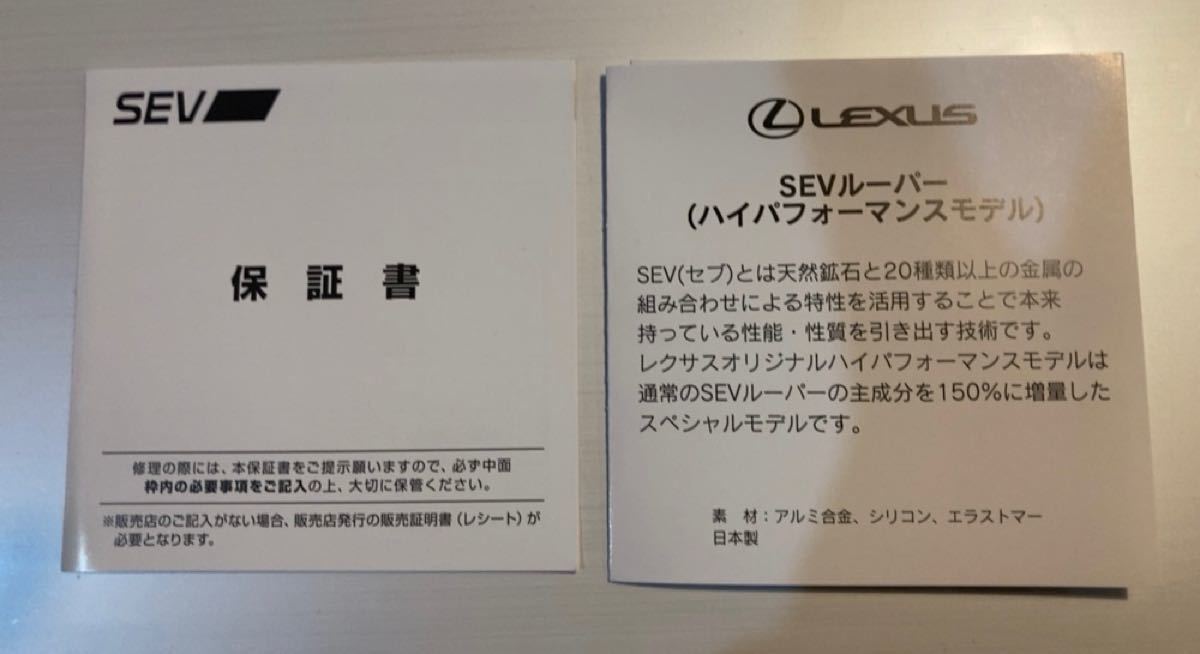 SEV
保証書
修理の際には、本保証書をご提示願いますので、必ず中面
枠内の必要事項をご記入の上、大切に保管ください。
※販売店のご記入がない場合、販売店発行の販売証明書(レシート)が
必要となります。
LEXUS
SEVルーパー
(ハイパフォーマンスモデル)
SEV(セブ)とは天然鉱石と20種類以上の金属の
組み合わせによる特性を活用することで本来
持っている性能・性質を引き出す技術です。
レクサスオリジナルハイパフォーマンスモデルは
通常のSEVルーパーの主成分を150%に増量した
スペシャルモデルです。
素 材:アルミ合金、シリコン、エラストマー
日本製